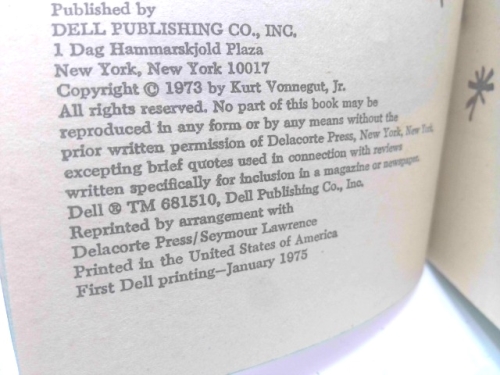 Published by
DELL PUBLISHING CO., INC.
1 Dag Hammarskjold Plaza
New York, New York 10017
Copyright © 1973 by Kurt Vonnegut, Jr.
All rights reserved. No part of this book may be
reproduced in any form or by any means without the
prior written permission of Delacorte Press, New York, New York,
excepting brief quotes used in connection with reviews
written specifically for inclusion in a magazine or newspaper.
Dell ® TM 681510, Dell Publishing Co., Inc.
Reprinted by arrangement with
Delacorte Press/Seymour Lawrence
Printed in the United States of America
First Dell printing—January 1975